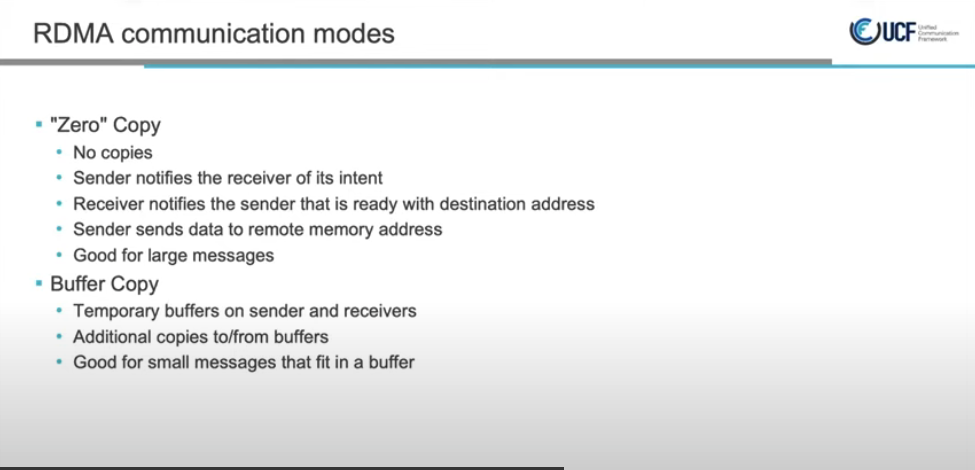 RDMA communication modes
UCF
Unified
Communication
Framework
"Zero" Copy
No copies
Sender notifies the receiver of its intent
Receiver notifies the sender that is ready with destination address
Sender sends data to remote memory address
Good for large messages
Buffer Copy
Temporary buffers on sender and receivers
Additional copies to/from buffers
Good for small messages that fit in a buffer